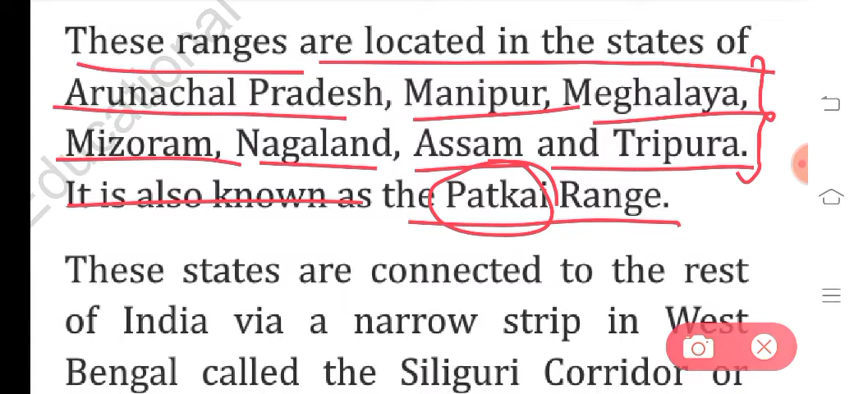 These ranges are located in the states of
Arunachal Pradesh, Manipur, Meghalaya,
Mizoram, Nagaland, Assam and Tripura.
It is also known as the Patkai Range.
These states are connected to the rest
of India via a narrow strip in West
Bengal called the Siliguri Corridor or
Educational